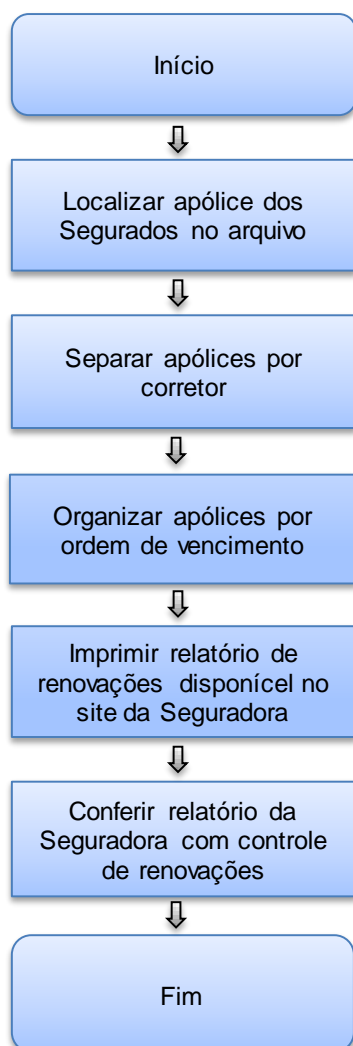 Início
Localizar apólice dos
Segurados no arquivo
Separar apólices por
corretor
Organizar apólices por
ordem de vencimento
Imprimir relatório de
renovações disponícel no
site da Seguradora
Conferir relatório da
Seguradora com controle
de renovações
Fim